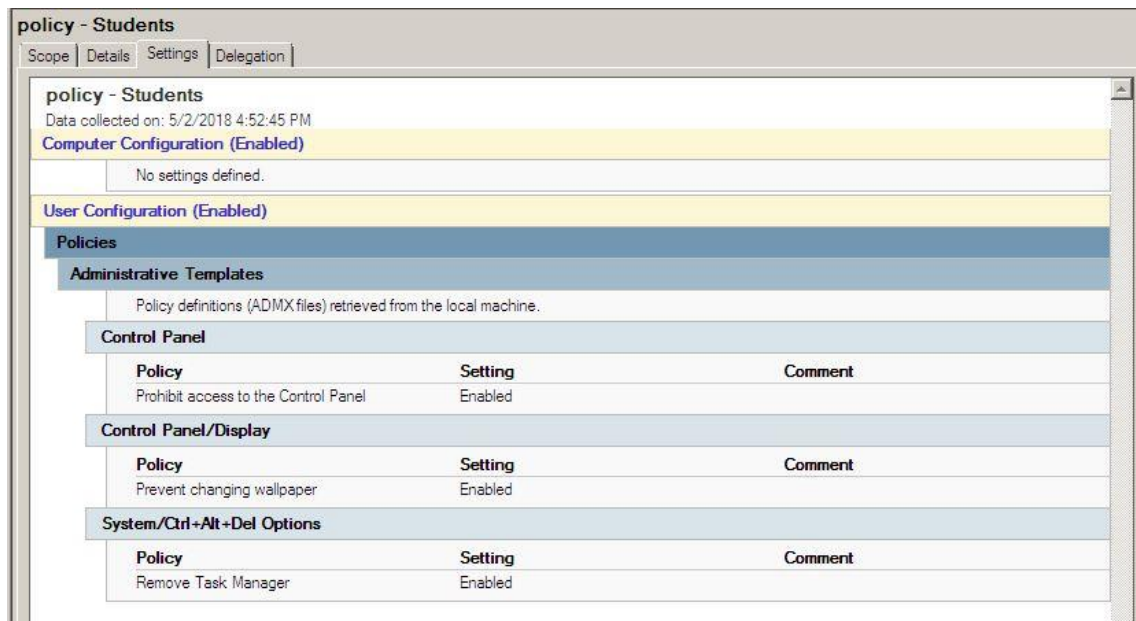 policy - Students
Scope Details Settings Delegation
policy - Students
Data collected on: 5/2/2018 4:52:45 PM
Computer Configuration (Enabled)
No settings defined.
User Configuration (Enabled)
Policies
Administrative Templates
Policy definitions (ADMX files) retrieved from the local machine.
Control Panel
Policy Setting Comment
Prohibit access to the Control Panel Enabled
Control Panel/Display
Policy Setting Comment
Prevent changing wallpaper Enabled
System/Ctrl+Alt+Del Options
Policy Setting Comment
Remove Task Manager Enabled